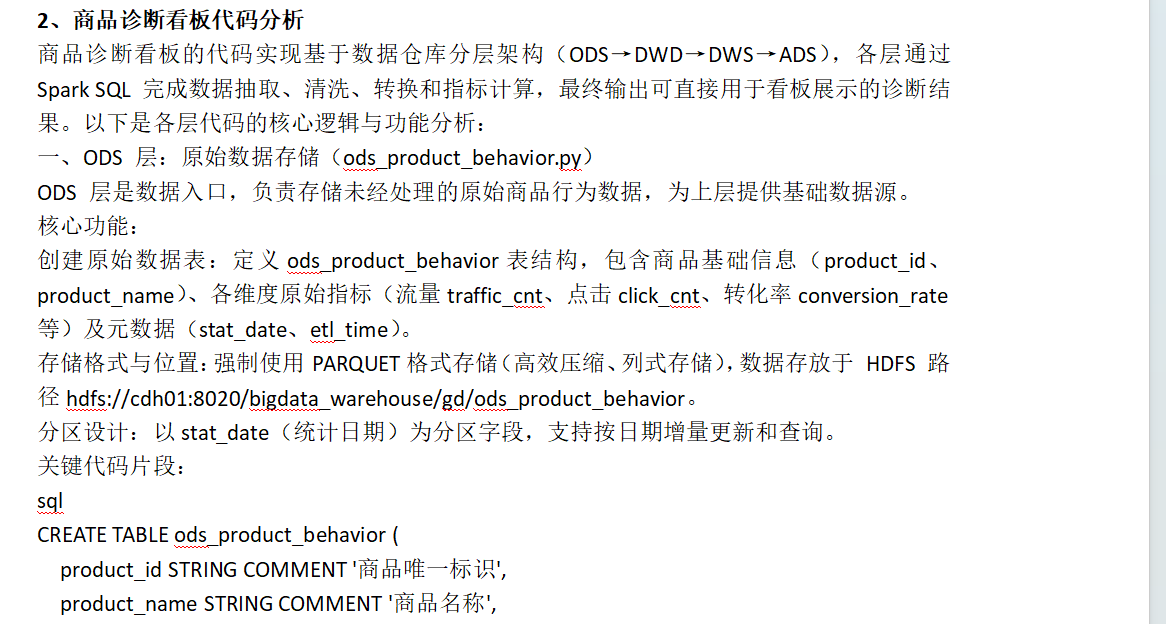 2、商品诊断看板代码分析
商品诊断看板的代码实现基于数据仓库分层架构（ODS→DWD→DWS→ADS），各层通过
Spark SQL 完成数据抽取、清洗、转换和指标计算，最终输出可直接用于看板展示的诊断结
果。以下是各层代码的核心逻辑与功能分析：
一、ODS 层：原始数据存储（ods_product_behavior.py）
ODS 层是数据入口，负责存储未经处理的原始商品行为数据，为上层提供基础数据源。
核心功能：
创建原始数据表：定义 ods_product_behavior 表结构，包含商品基础信息（product_id、
product_name）、各维度原始指标（流量 traffic_cnt、点击 click_cnt、转化率 conversion_rate
等）及元数据（stat_date、etl_time）。
存储格式与位置：强制使用 PARQUET 格式存储（高效压缩、列式存储），数据存放于 HDFS 路
径 hdfs://cdh01:8020/bigdata_warehouse/gd/ods_product_behavior。
分区设计：以 stat_date（统计日期）为分区字段，支持按日期增量更新和查询。
关键代码片段：
sql
CREATE TABLE ods_product_behavior (
product_id STRING COMMENT '商品唯一标识',
product_name STRING COMMENT '商品名称',